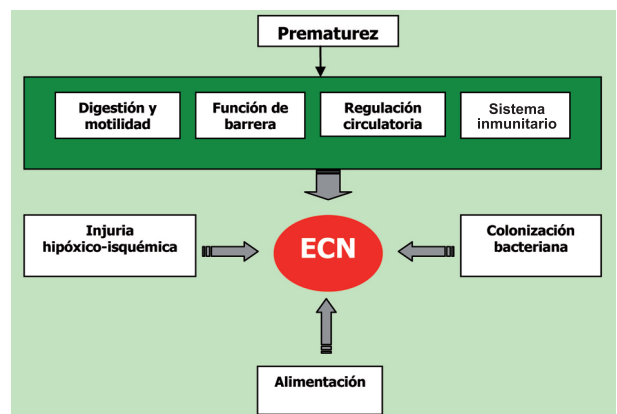 Prematurez
Digestión y
motilidad
Función de
barrera
Regulación
circulatoria
Sistema
inmunitario
Injuria
hipóxico-isquémica
ECN
Colonización
bacteriana
Alimentación